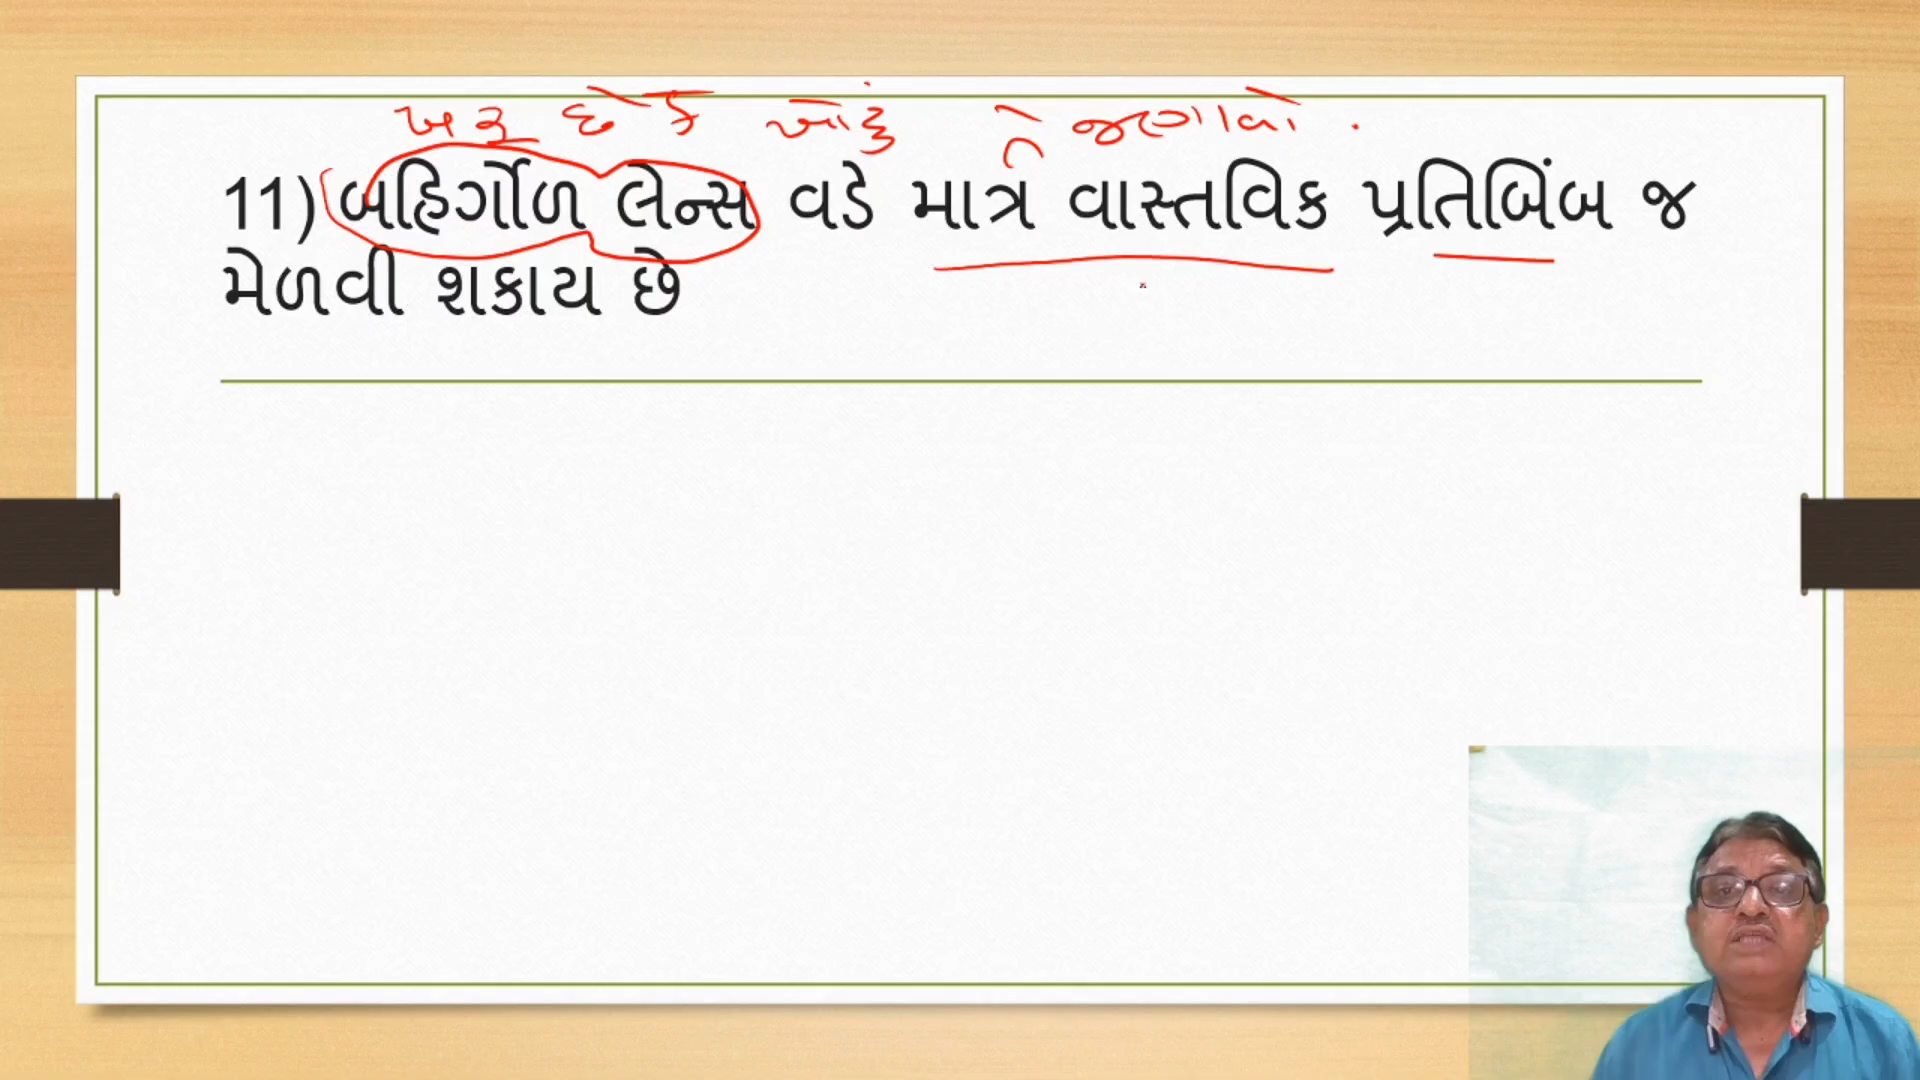 ખરૂ છે કે ખોટું તે જણાવો .
11) બહિર્ગોળ લેન્સ વડે માત્ર વાસ્તવિક પ્રતિબિંબ જ
મેળવી શકાય છે